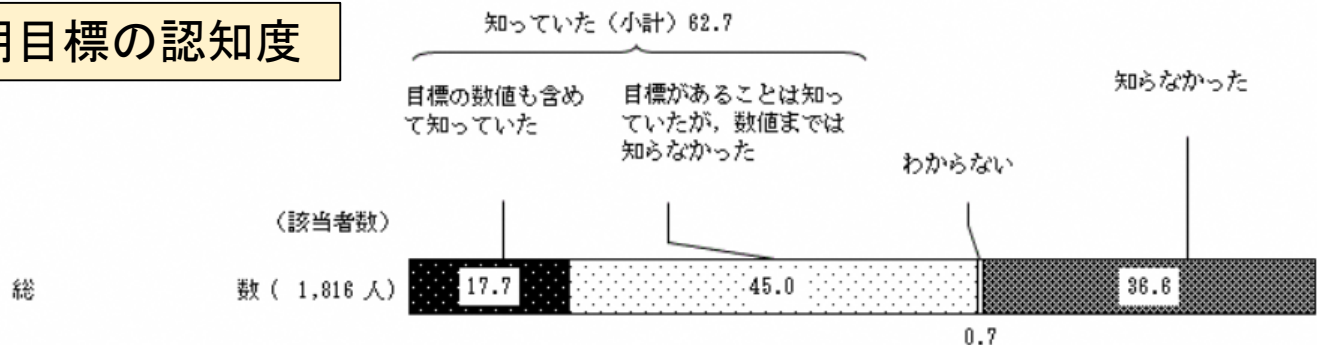 目標の認知度
知っていた（小計）62.7
目標の数値も含め
て知っていた
目標があることは知っ
ていたが，数値までは
知らなかった
わからない
知らなかった
（該当者数）
総 数（ 1,816 人）
17.7
45.0
36.6
0.7